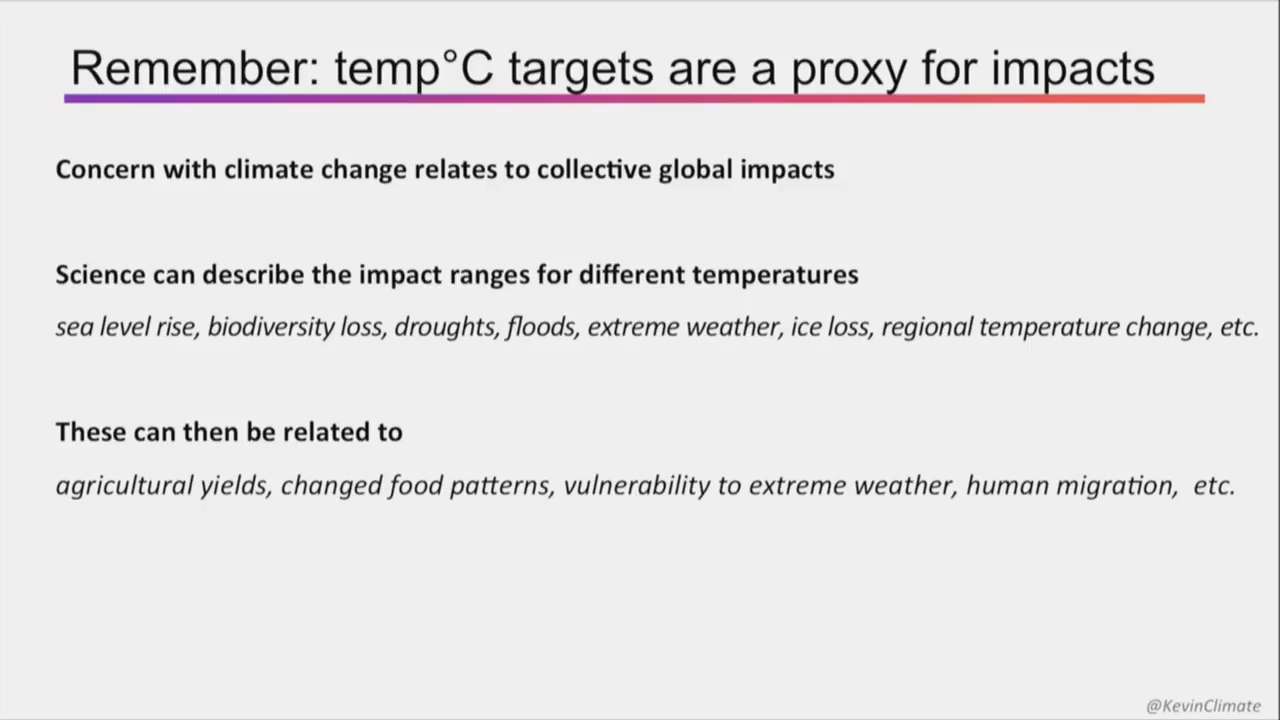 Remember: temp°C targets are a proxy for impacts
Concern with climate change relates to collective global impacts
Science can describe the impact ranges for different temperatures
sea level rise, biodiversity loss, droughts, floods, extreme weather, ice loss, regional temperature change, etc.
These can then be related to
agricultural yields, changed food patterns, vulnerability to extreme weather, human migration,  etc.
@KevinClimate